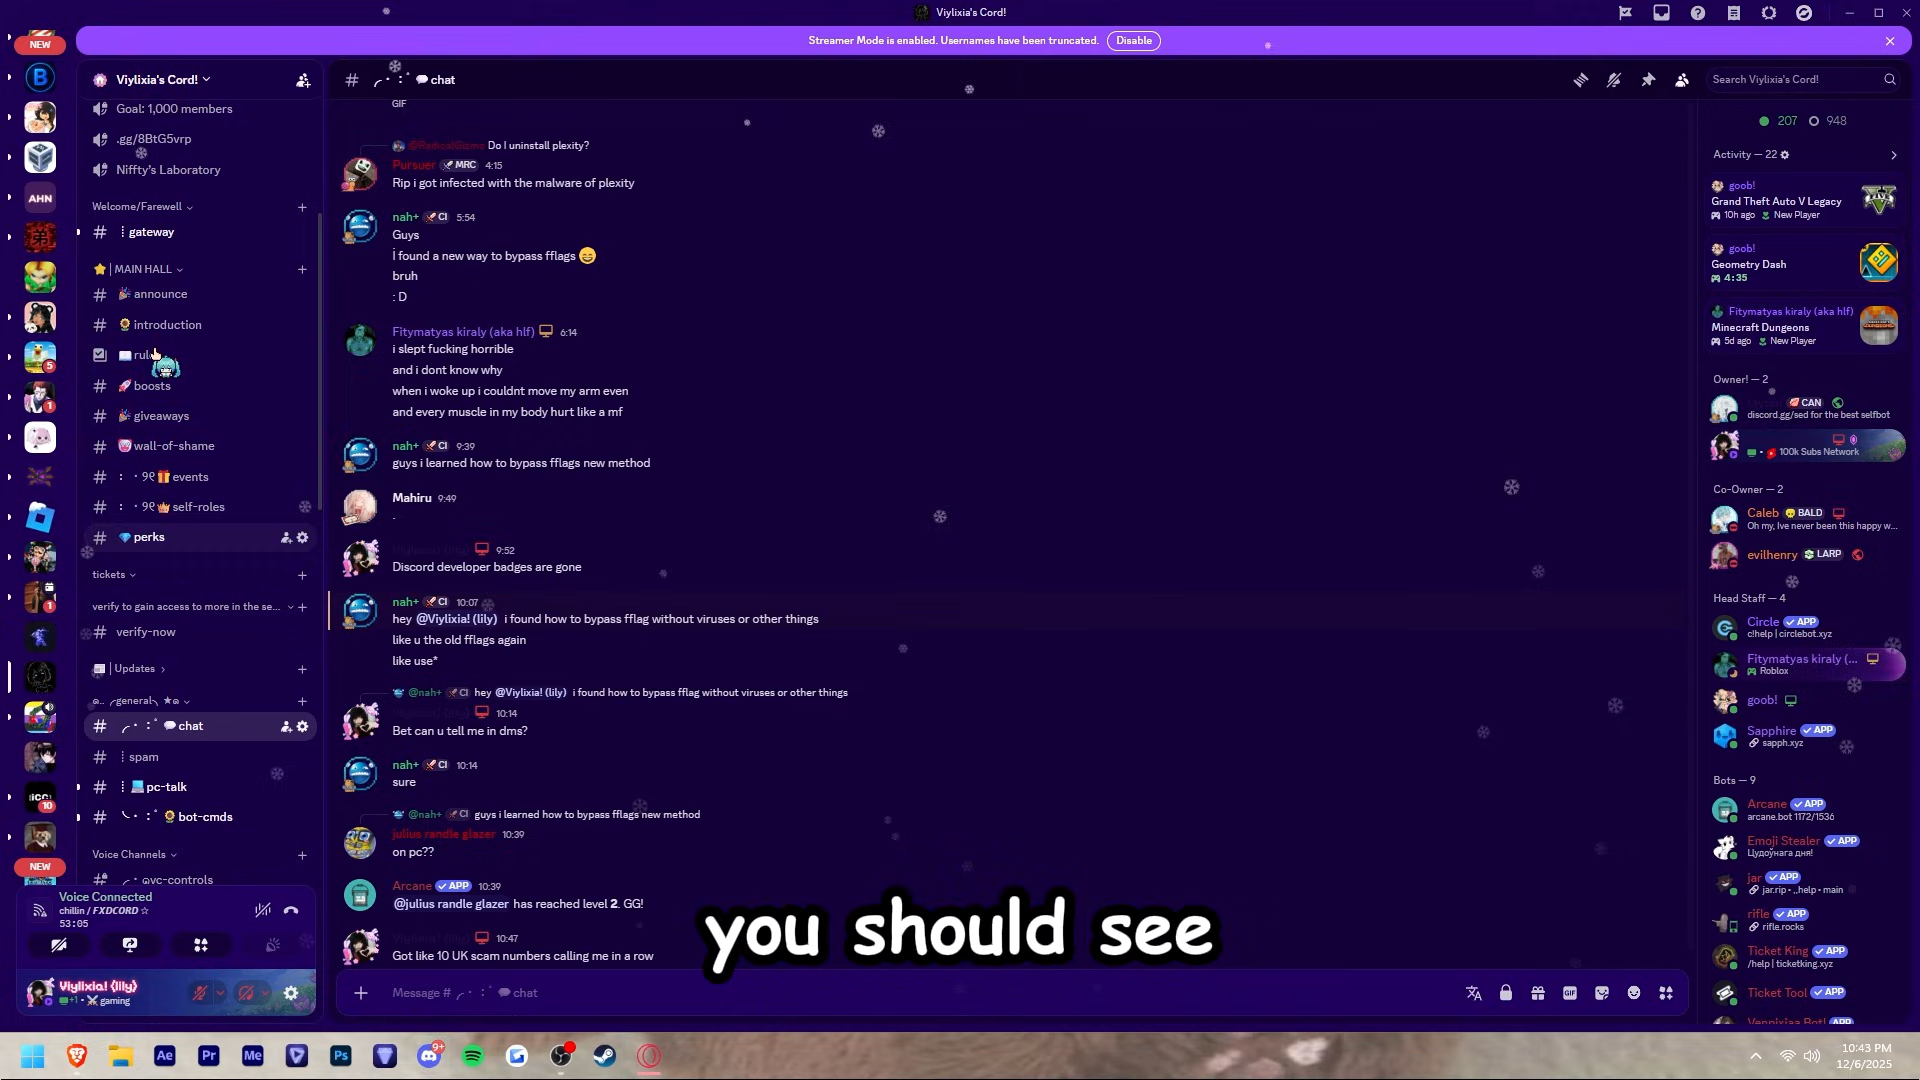 Viylixia's Cord!
Streamer Mode is enabled. Usernames have been truncated. Disable
NEW
Viylixia's Cord!
Goal: 1,000 members
.gg/8BtG5vrp
Niffty's Laboratory
Welcome/Farewell
gateway
MAIN HALL
announce
introduction
boosts
giveaways
wall-of-shame
events
self-roles
perks
tickets
verify to gain access to more in the se...
verify-now
Updates
general
chat
spam
pc-talk
bot-cmds
Voice Channels
AHN
5
1
1
10
NEW
Voice Connected
chillin / FXDCORD ☆
53:05
Viylixia! (lily)
+1 • gaming
# chat
GIF
@RadicalGizmo Do I uninstall plexity?
Pursuer MRC 4:15
Rip i got infected with the malware of plexity
nah+ CI 5:54
Guys
İ found a new way to bypass fflags 😄
bruh
: D
Fitymatyas kiraly (aka hlf) 6:14
i slept fucking horrible
and i dont know why
when i woke up i couldnt move my arm even
and every muscle in my body hurt like a mf
nah+ CI 9:39
guys i learned how to bypass fflags new method
Mahiru 9:49
.
9:52
Discord developer badges are gone
nah+ CI 10:07
hey @Viylixia! (lily) i found how to bypass fflag without viruses or other things
like u the old fflags again
like use*
@nah+ CI hey @Viylixia! (lily) i found how to bypass fflag without viruses or other things
10:14
Bet can u tell me in dms?
nah+ CI 10:14
sure
@nah+ CI guys i learned how to bypass fflags new method
julius randle glazer 10:39
on pc??
Arcane APP 10:39
@julius randle glazer has reached level 2. GG!
10:47
Got like 10 UK scam numbers calling me in a row
you should see
Message # chat
GIF
Search Viylixia's Cord!
207 948
Activity — 22
goob!
Grand Theft Auto V Legacy
10h ago New Player
goob!
Geometry Dash
4:35
Fitymatyas kiraly (aka hlf)
Minecraft Dungeons
5d ago New Player
Owner! — 2
CAN
discord.gg/sed for the best selfbot
100k Subs Network
Co-Owner — 2
Caleb BALD
Oh my, Ive never been this happy w...
evilhenry LARP
Head Staff — 4
Circle APP
c!help | circlebot.xyz
Fitymatyas kiraly (...
Roblox
goob!
Sapphire APP
sapph.xyz
Bots — 9
Arcane APP
arcane.bot 1172/1536
Emoji Stealer APP
Цудоўнага дня!
jar APP
jar.rip • ,,help • main
rifle APP
rifle.rocks
Ticket King APP
/help | ticketking.xyz
Ticket Tool APP
Ae Pr Me Ps 9+
10:43 PM
12/6/2025